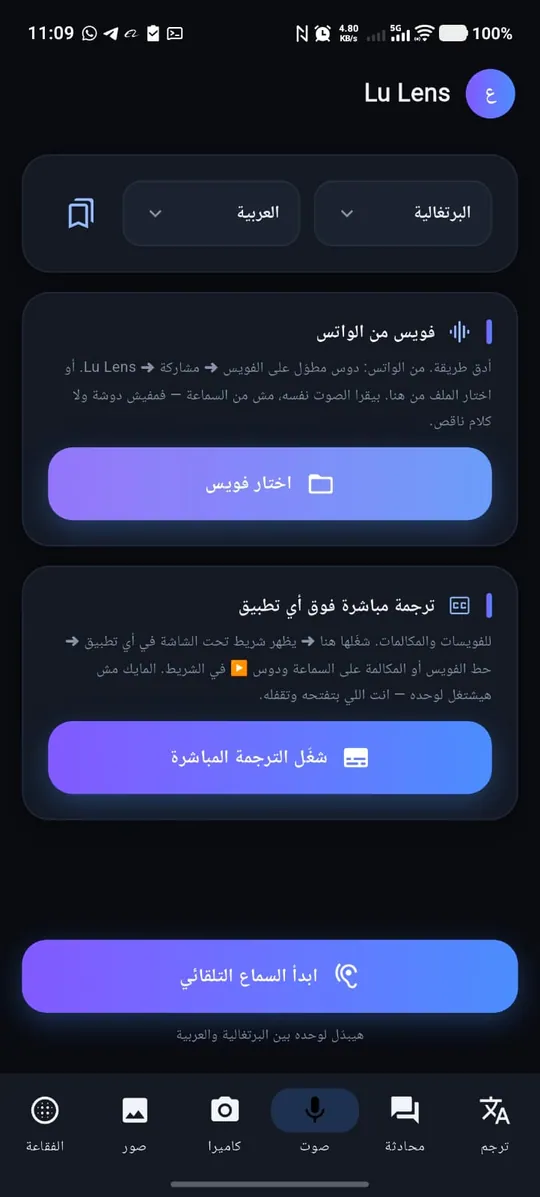 11:09
4.80 KB/s
5G
100%
Lu Lens
ع
البرتغالية
العربية
فويس من الواتس
أدق طريقة. من الواتس: دوس مطوّل على الفويس ➜ مشاركة ➜ Lu Lens. أو
اختار الملف من هنا. بيقرا الصوت نفسه، مش من السماعة — فمفيش دوشة ولا
كلام ناقص.
اختار فويس
CC
ترجمة مباشرة فوق أي تطبيق
للفويسات والمكالمات. شغّلها هنا ➜ يظهر شريط تحت الشاشة في أي تطبيق ➜
حط الفويس أو المكالمة على السماعة ودوس ▶️ في الشريط. المايك مش
هيشتغل لوحده — انت اللي بتفتحه وتقفله.
شغّل الترجمة المباشرة
ابدأ السماع التلقائي
هيبدّل لوحده بين البرتغالية والعربية
ترجم
محادثة
صوت
كاميرا
صور
الفقاعة